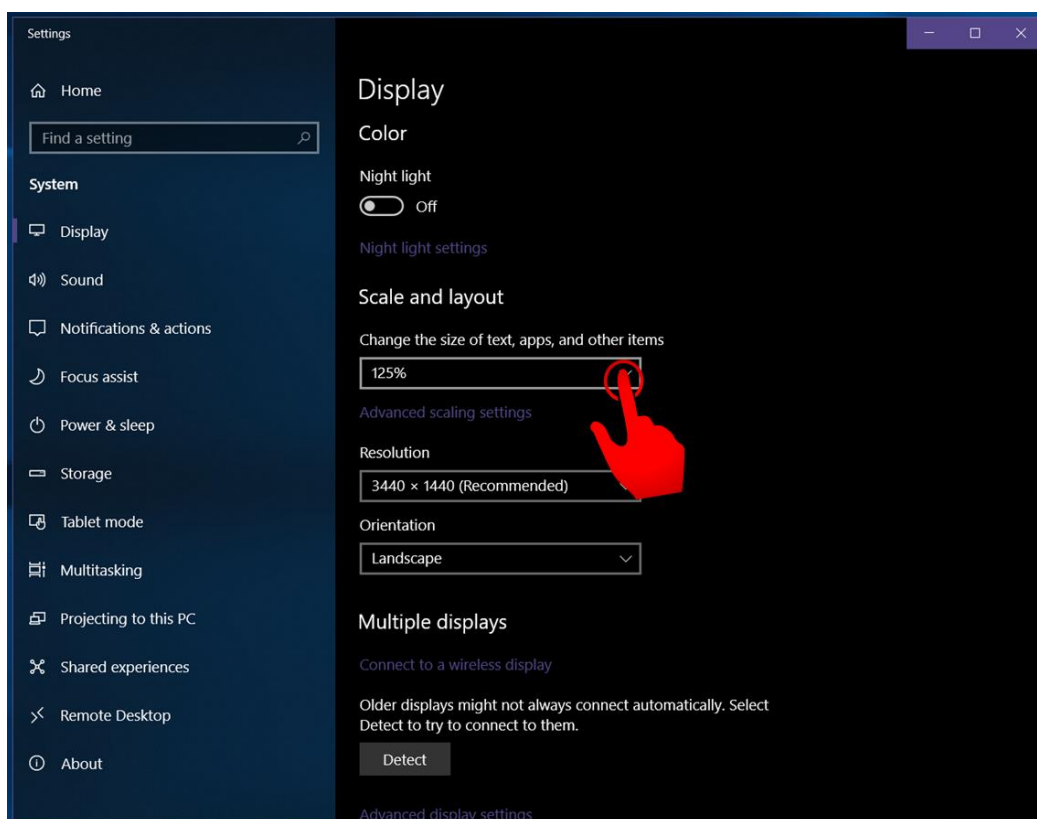 Settings
Home
Find a setting
System
Display
Sound
Notifications & actions
Focus assist
Power & sleep
Storage
Tablet mode
Multitasking
Projecting to this PC
Shared experiences
Remote Desktop
About
Display
Color
Night light
Off
Night light settings
Scale and layout
Change the size of text, apps, and other items
125%
Advanced scaling settings
Resolution
3440 × 1440 (Recommended)
Orientation
Landscape
Multiple displays
Connect to a wireless display
Older displays might not always connect automatically. Select
Detect to try to connect to them.
Detect
Advanced display settings